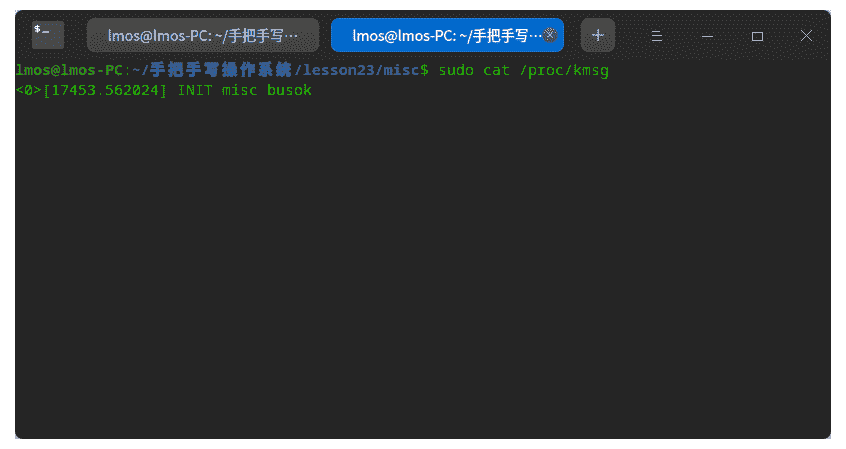 $_
lmos@lmos-PC: ~/手把手写… lmos@lmos-PC: ~/手把手写…
lmos@lmos-PC:~/手把手写操作系统/lesson23/misc$ sudo cat /proc/kmsg
<0>[17453.562024] INIT misc busok